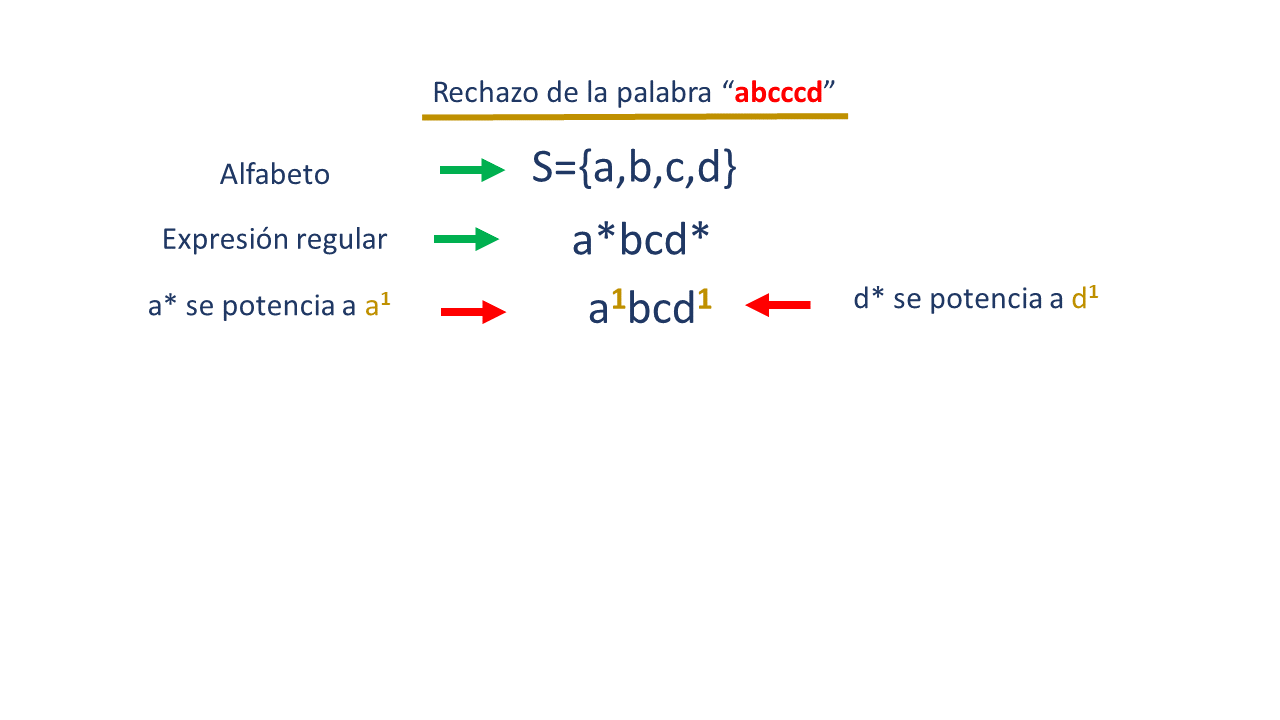 Rechazo de la palabra “abcccd”
Alfabeto S={a,b,c,d}
Expresión regular a*bcd*
a* se potencia a a¹ a¹bcd¹ d* se potencia a d¹